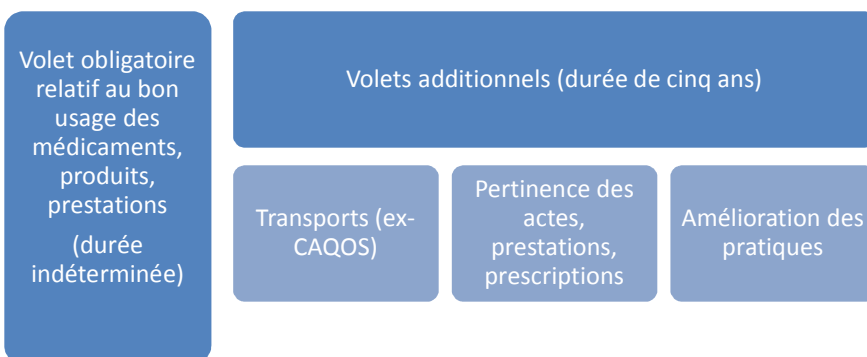 Volet obligatoire
relatif au bon
usage des
médicaments,
produits,
prestations
(durée
indéterminée)
Volets additionnels (durée de cinq ans)
Transports (ex-
CAQOS)
Pertinence des
actes,
prestations,
prescriptions
Amélioration des
pratiques